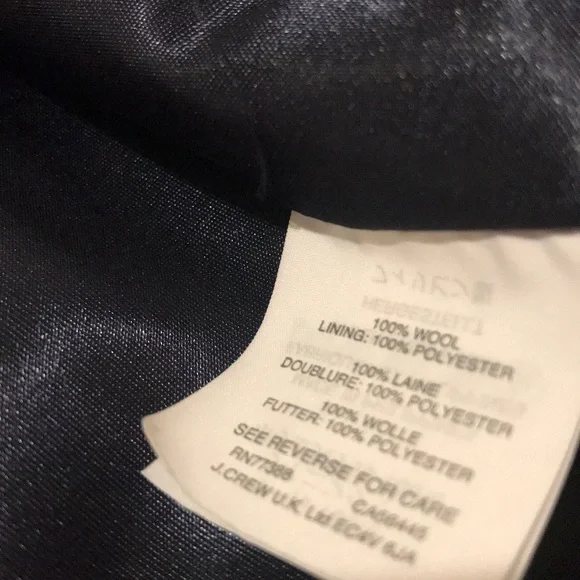 100% WOOL
LINING: 100% POLYESTER
100% LAINE
DOUBLURE: 100% POLYESTER
100% WOLLE
FUTTER: 100% POLYESTER
SEE REVERSE FOR CARE
RN77388 CA66445
J.CREW U.K. Ltd EC4V 6JA